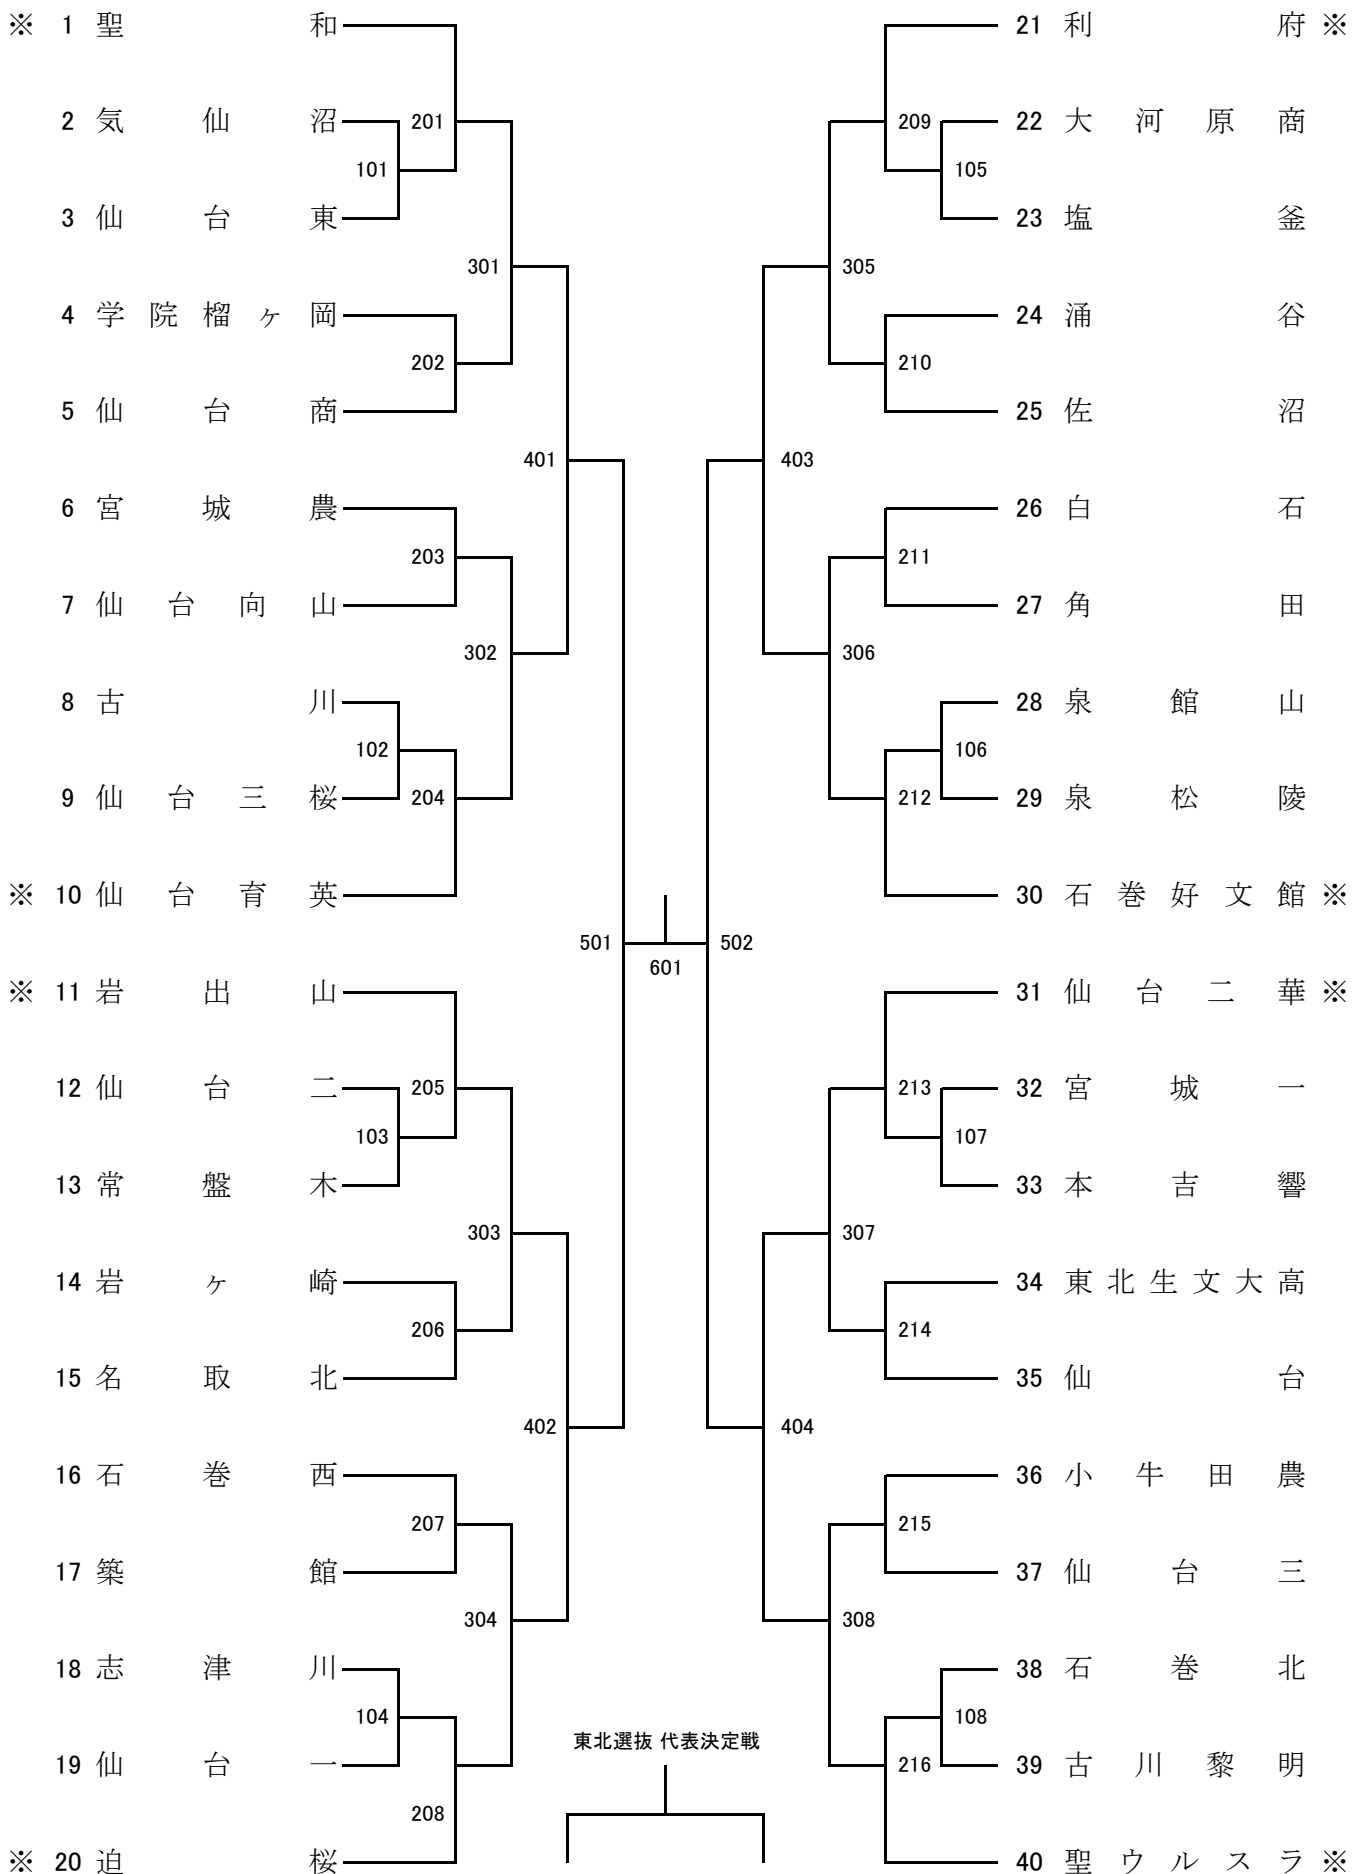 ※ 1 聖和
2 気仙沼
3 仙台東
4 学院榴ヶ岡
5 仙台商
6 宮城農
7 仙台向山
8 古川
9 仙台三桜
※ 10 仙台育英
※ 11 岩出山
12 仙台二
13 常盤木
14 岩ヶ崎
15 名取北
16 石巻西
17 築館
18 志津川
19 仙台一
※ 20 迫桜
101
102
103
104
201
202
203
204
205
206
207
208
301
302
303
304
401
402
501
601
502
403
404
305
306
307
308
209
210
211
212
213
214
215
216
105
106
107
108
21 利府 ※
22 大河原商
23 塩釜
24 涌谷
25 佐沼
26 白石
27 角田
28 泉館山
29 泉松陵
30 石巻好文館 ※
31 仙台二華 ※
32 宮城一
33 本吉響
34 東北生文大高
35 仙台
36 小牛田農
37 仙台三
38 石巻北
39 古川黎明
40 聖ウルスラ ※
東北選抜 代表決定戦